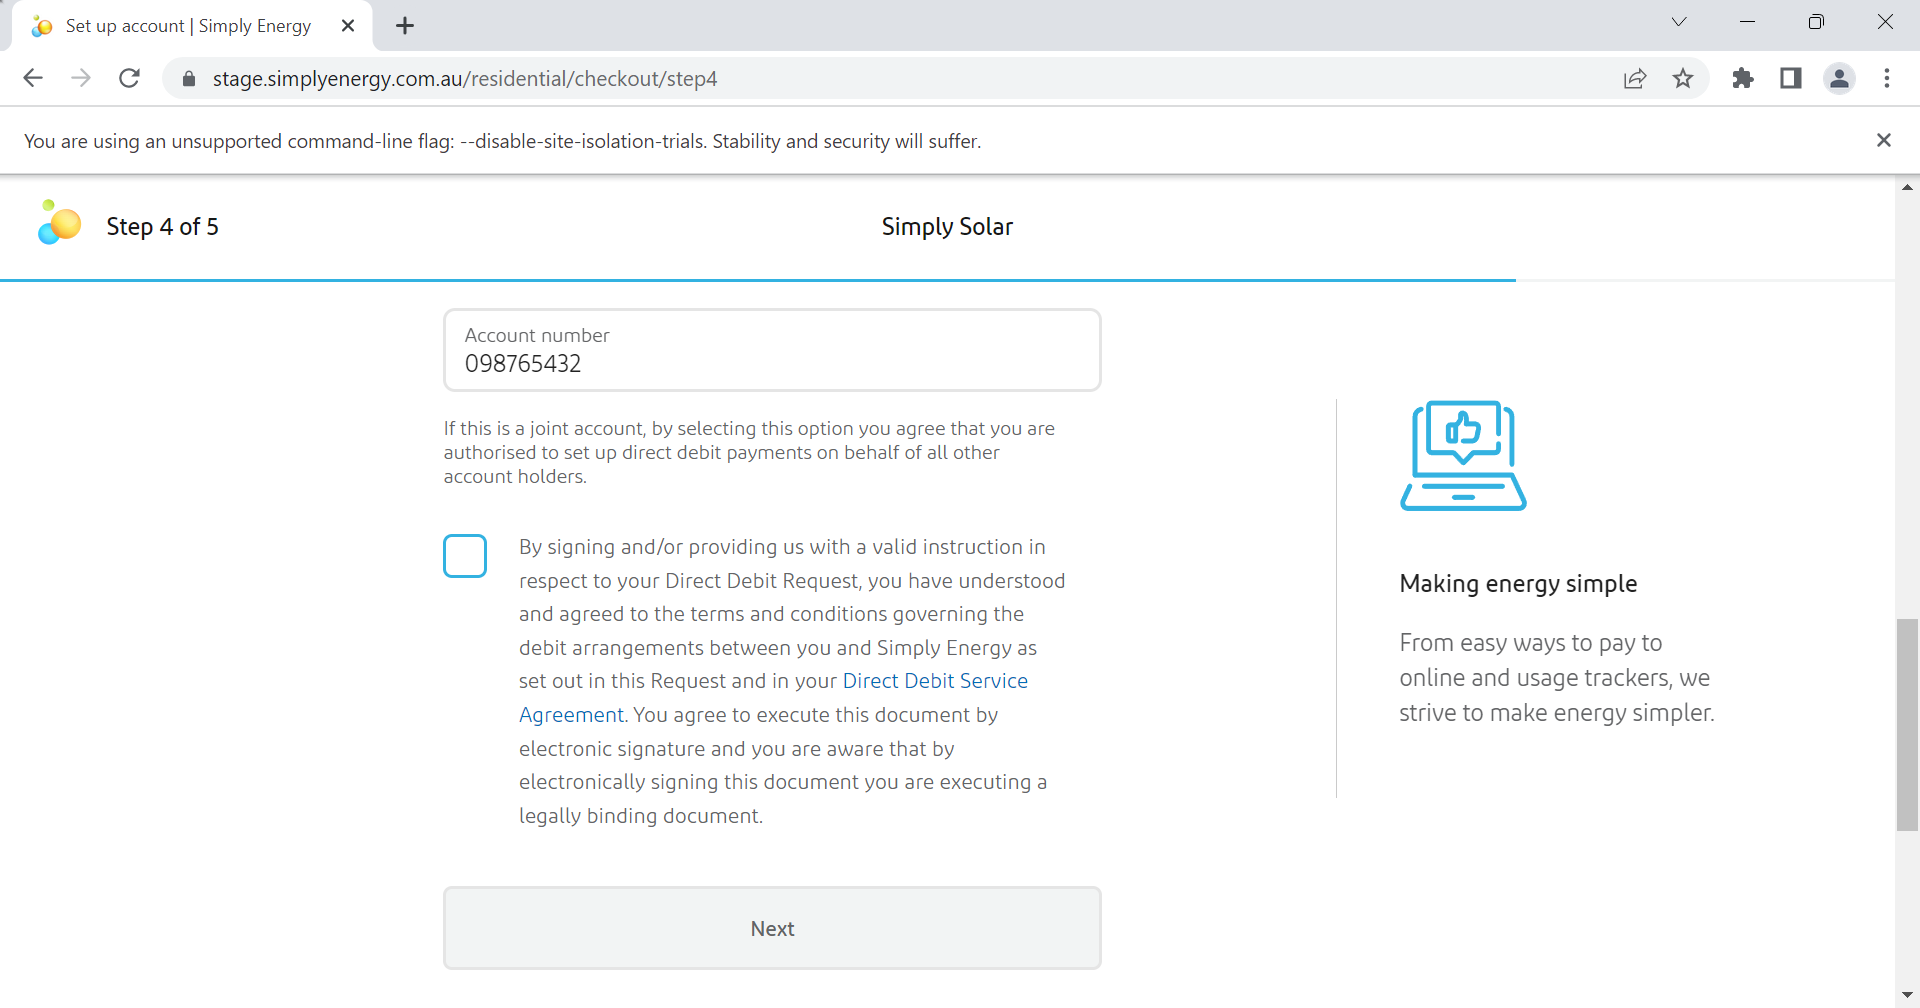 Set up account | Simply Energy
stage.simplyenergy.com.au/residential/checkout/step4
You are using an unsupported command-line flag: --disable-site-isolation-trials. Stability and security will suffer.
Step 4 of 5
Simply Solar
Account number
098765432
If this is a joint account, by selecting this option you agree that you are
authorised to set up direct debit payments on behalf of all other
account holders.
By signing and/or providing us with a valid instruction in
respect to your Direct Debit Request, you have understood
and agreed to the terms and conditions governing the
debit arrangements between you and Simply Energy as
set out in this Request and in your Direct Debit Service
Agreement. You agree to execute this document by
electronic signature and you are aware that by
electronically signing this document you are executing a
legally binding document.
Next
Making energy simple
From easy ways to pay to
online and usage trackers, we
strive to make energy simpler.